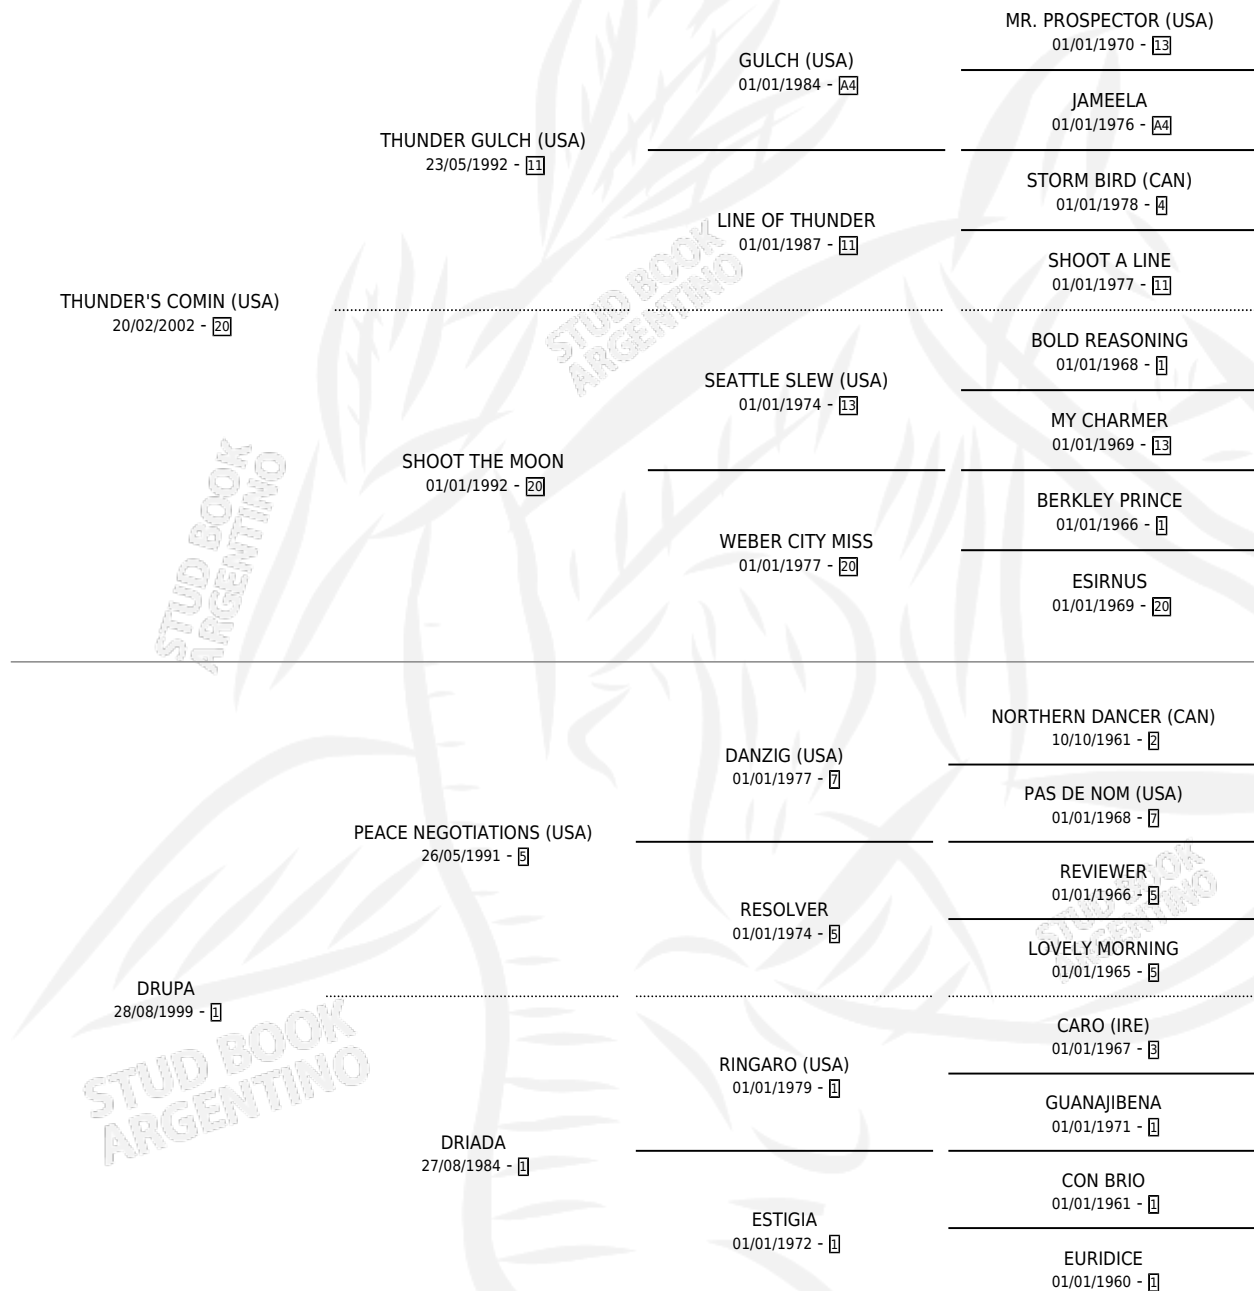 MR. PROSPECTOR (USA)
01/01/1970 - 13
GULCH (USA)
01/01/1984 - A4
JAMEELA
01/01/1976 - A4
THUNDER GULCH (USA)
23/05/1992 - 11
STORM BIRD (CAN)
01/01/1978 - 4
LINE OF THUNDER
01/01/1987 - 11
SHOOT A LINE
01/01/1977 - 11
THUNDER'S COMIN (USA)
20/02/2002 - 20
BOLD REASONING
01/01/1968 - 1
SEATTLE SLEW (USA)
01/01/1974 - 13
MY CHARMER
01/01/1969 - 13
SHOOT THE MOON
01/01/1992 - 20
BERKLEY PRINCE
01/01/1966 - 1
WEBER CITY MISS
01/01/1977 - 20
ESIRNUS
01/01/1969 - 20
STUD BOOK
ARGENTINO
STUD BOOK
ARGENTINO
NORTHERN DANCER (CAN)
10/10/1961 - 2
DANZIG (USA)
01/01/1977 - 7
PAS DE NOM (USA)
01/01/1968 - 7
PEACE NEGOTIATIONS (USA)
26/05/1991 - 5
REVIEWER
01/01/1966 - 5
RESOLVER
01/01/1974 - 5
LOVELY MORNING
01/01/1965 - 5
DRUPA
28/08/1999 - 1
CARO (IRE)
01/01/1967 - 3
RINGARO (USA)
01/01/1979 - 1
GUANAJIBENA
01/01/1971 - 1
DRIADA
27/08/1984 - 1
CON BRIO
01/01/1961 - 1
ESTIGIA
01/01/1972 - 1
EURIDICE
01/01/1960 - 1
STUD BOOK
ARGENTINO
STUD BOOK
ARGENTINO